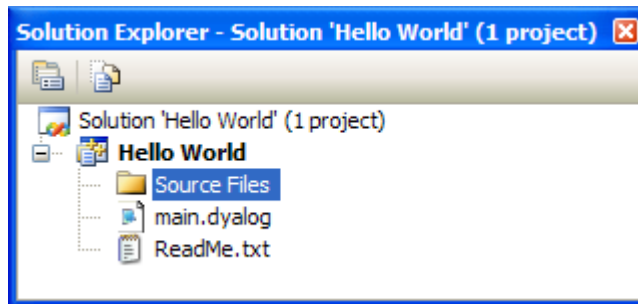 Solution Explorer - Solution 'Hello World' (1 project)
Solution 'Hello World' (1 project)
Hello World
Source Files
main.dyalog
ReadMe.txt